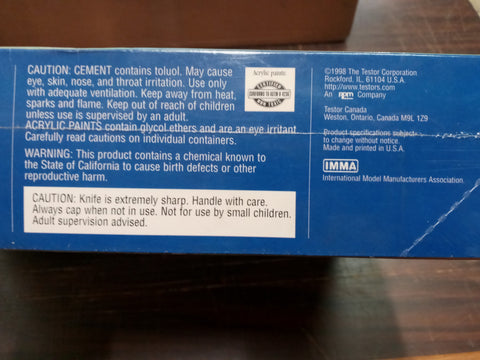 CAUTION: CEMENT contains toluol. May cause
eye, skin, nose, and throat irritation. Use only
with adequate ventilation. Keep away from heat,
sparks and flame. Keep out of reach of children
unless use is supervised by an adult.
ACRYLIC PAINTS contain glycol ethers and are an eye irritant.
Carefully read cautions on individual containers.
WARNING: This product contains a chemical known to
the State of California to cause birth defects or other
reproductive harm.
CAUTION: Knife is extremely sharp. Handle with care.
Always cap when not in use. Not for use by small children.
Adult supervision advised.
Acrylic paints
CERTIFIED
CONFORMS TO ASTM D 4236
NON TOXIC
©1998 The Testor Corporation
Rockford, IL, 61104 U.S.A.
http://www.testors.com
An RPM Company
Testor Canada
Weston, Ontario, Canada M9L 1Z9
Product specifications subject
to change without notice.
Made and printed in U.S.A.
IMMA
International Model Manufacturers Association.